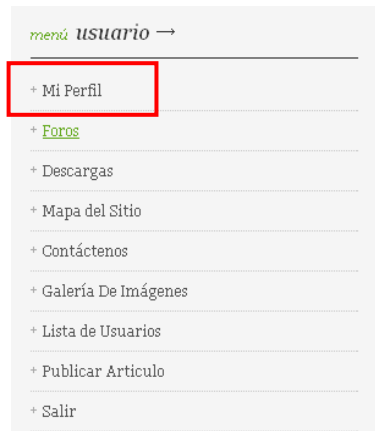 menú usuario →
+ Mi Perfil
+ Foros
+ Descargas
+ Mapa del Sitio
+ Contáctenos
+ Galería De Imágenes
+ Lista de Usuarios
+ Publicar Articulo
+ Salir